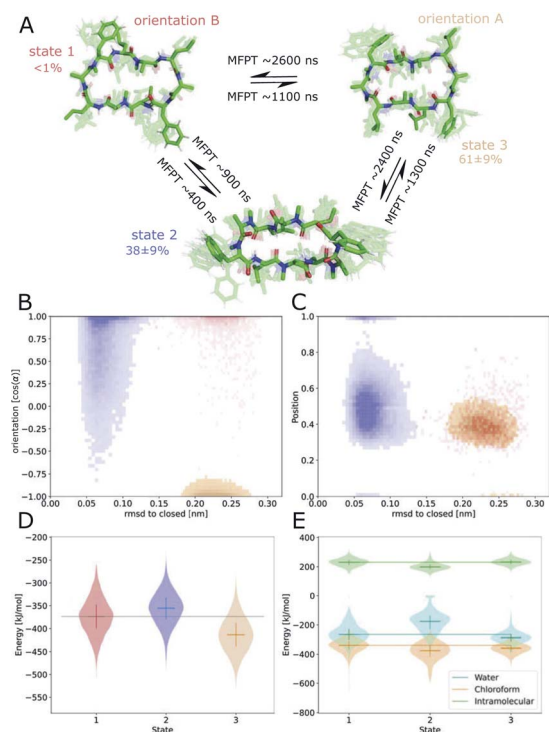 A
orientation B
orientation A
state 1
<1%
MFPT ~2600 ns
MFPT ~1100 ns
state 3
61±9%
MFPT ~900 ns
MFPT ~400 ns
MFPT ~2400 ns
MFPT ~1300 ns
state 2
38±9%
B
C
1.00
0.75
0.50
0.25
0.00
−0.25
−0.50
−0.75
−1.00
orientation [cos(α)]
0.00 0.05 0.10 0.15 0.20 0.25 0.30
rmsd to closed [nm]
1.0
0.8
0.6
0.4
0.2
0.0
Position
0.00 0.05 0.10 0.15 0.20 0.25 0.30
rmsd to closed [nm]
D
E
−200
−250
−300
−350
−400
−450
−500
−550
Energy [kJ/mol]
1 2 3
State
400
200
0
−200
−400
−600
−800
Energy [kJ/mol]
Water
Chloroform
Intramolecular
1 2 3
State